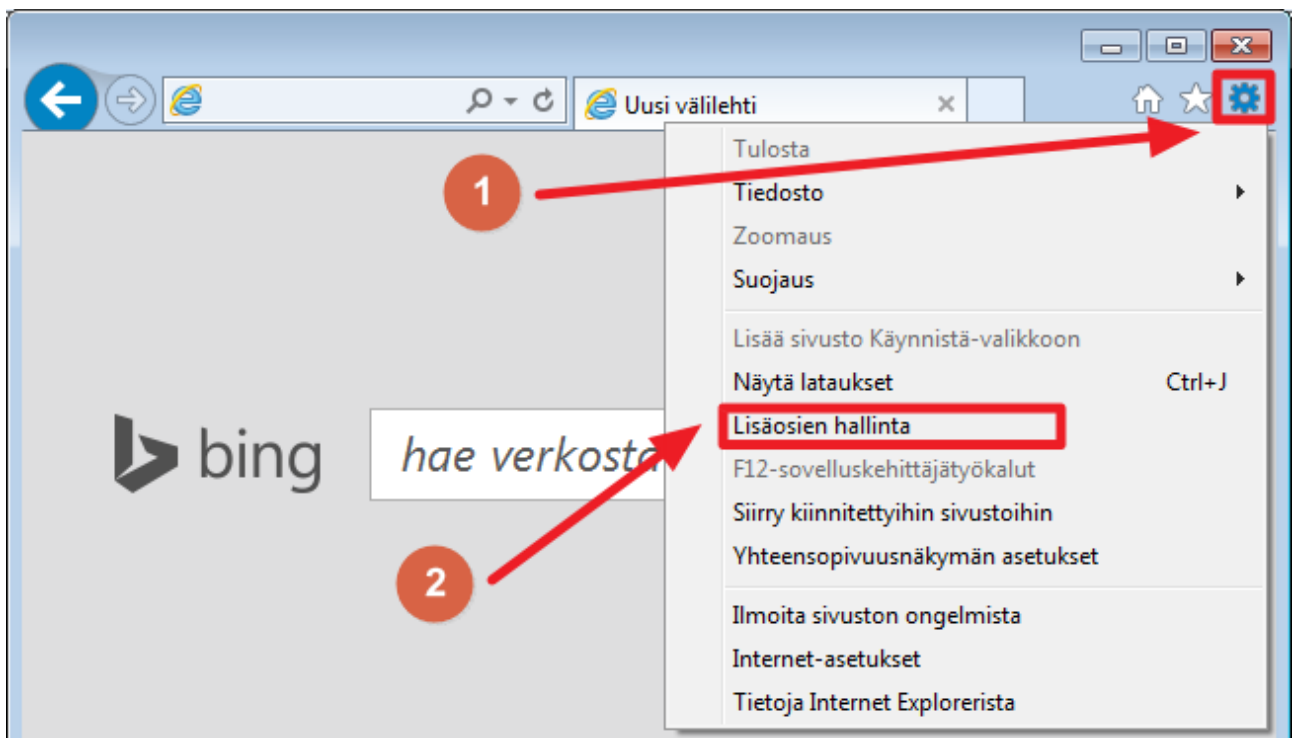 Uusi välilehti
1
Tulosta
Tiedosto
Zoomaus
Suojaus
Lisää sivusto Käynnistä-valikkoon
Näytä lataukset Ctrl+J
Lisäosien hallinta
F12-sovelluskehittäjätyökalut
Siirry kiinnitettyihin sivustoihin
Yhteensopivuusnäkymän asetukset
Ilmoita sivuston ongelmista
Internet-asetukset
Tietoja Internet Explorerista
bing
hae verkosta
2